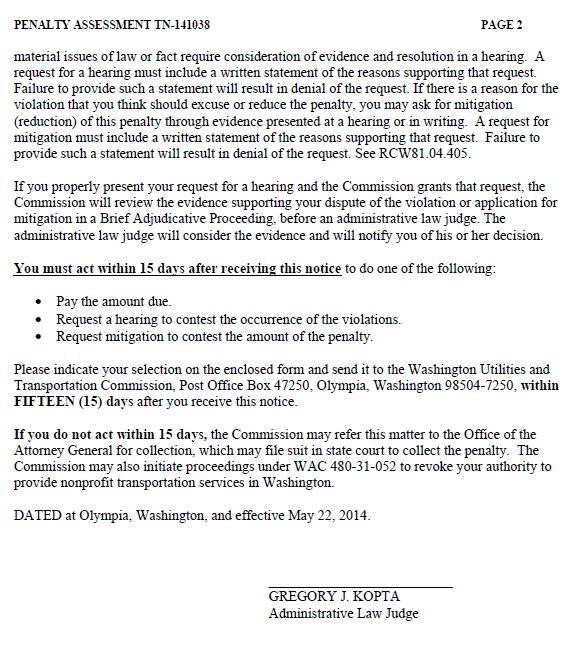 PENALTY ASSESSMENT TN-141038 PAGE 2
material issues of law or fact require consideration of evidence and resolution in a hearing. A
request for a hearing must include a written statement of the reasons supporting that request.
Failure to provide such a statement will result in denial of the request. If there is a reason for the
violation that you think should excuse or reduce the penalty, you may ask for mitigation
(reduction) of this penalty through evidence presented at a hearing or in writing. A request for
mitigation must include a written statement of the reasons supporting that request. Failure to
provide such a statement will result in denial of the request. See RCW81.04.405.
If you properly present your request for a hearing and the Commission grants that request, the
Commission will review the evidence supporting your dispute of the violation or application for
mitigation in a Brief Adjudicative Proceeding, before an administrative law judge. The
administrative law judge will consider the evidence and will notify you of his or her decision.
You must act within 15 days after receiving this notice to do one of the following:
• Pay the amount due.
• Request a hearing to contest the occurrence of the violations.
• Request mitigation to contest the amount of the penalty.
Please indicate your selection on the enclosed form and send it to the Washington Utilities and
Transportation Commission, Post Office Box 47250, Olympia, Washington 98504-7250, within
FIFTEEN (15) days after you receive this notice.
If you do not act within 15 days, the Commission may refer this matter to the Office of the
Attorney General for collection, which may file suit in state court to collect the penalty. The
Commission may also initiate proceedings under WAC 480-31-052 to revoke your authority to
provide nonprofit transportation services in Washington.
DATED at Olympia, Washington, and effective May 22, 2014.
GREGORY J. KOPTA
Administrative Law Judge